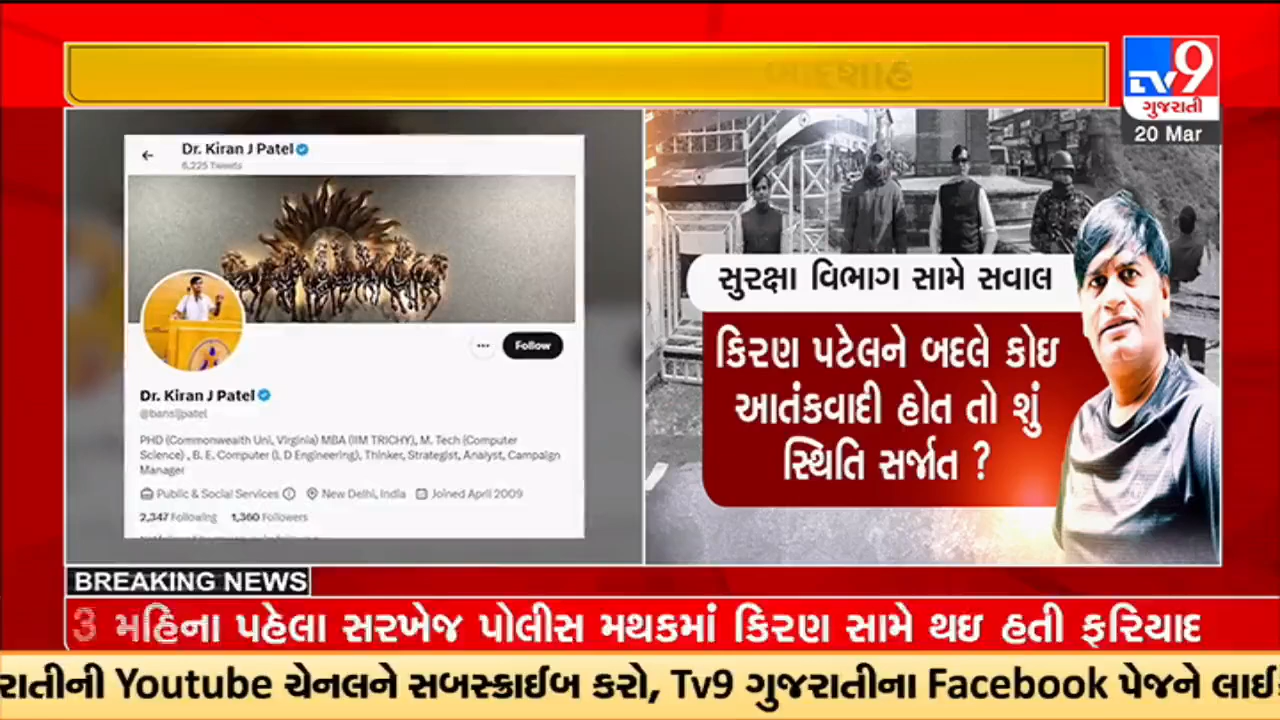 TV9
ગુજરાતી
20 Mar
Dr. Kiran J Patel
6,225 Tweets
Follow
Dr. Kiran J Patel
@bansijpatel
PHD (Commonwealth Uni, Virginia) MBA (IIM TRICHY), M. Tech (Computer
Science) , B. E. Computer (L D Engineering), Thinker, Strategist, Analyst, Campaign
Manager
Public & Social Services
New Delhi, India
Joined April 2009
2,347 Following 1,360 Followers
સુરક્ષા વિભાગ સામે સવાલ
કિરણ પટેલને બદલે કોઇ
આતંકવાદી હોત તો શું
સ્થિતિ સર્જાત ?
BREAKING NEWS
3 મહિના પહેલા સરખેજ પોલીસ મથકમાં કિરણ સામે થઇ હતી ફરિયાદ
રાતીની Youtube ચેનલને સબસ્ક્રાઈબ કરો, Tv9 ગુજરાતીના Facebook પેજને લાઈક